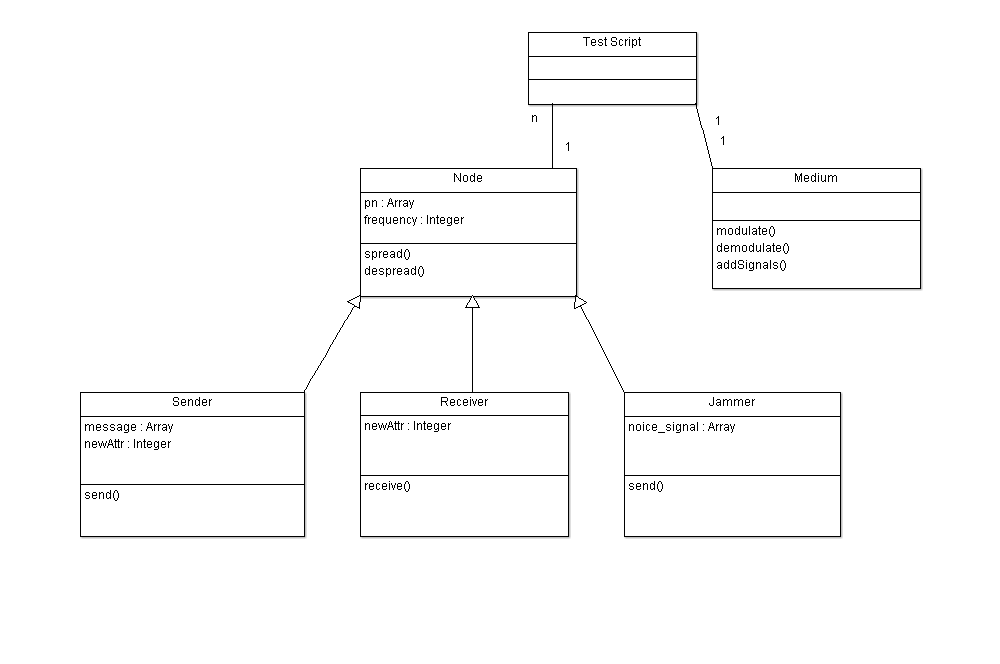 Test Script
n
1
1
1
Node
pn : Array
frequency : Integer
spread()
despread()
Medium
modulate()
demodulate()
addSignals()
Sender
message : Array
newAttr : Integer
send()
Receiver
newAttr : Integer
receive()
Jammer
noice_signal : Array
send()